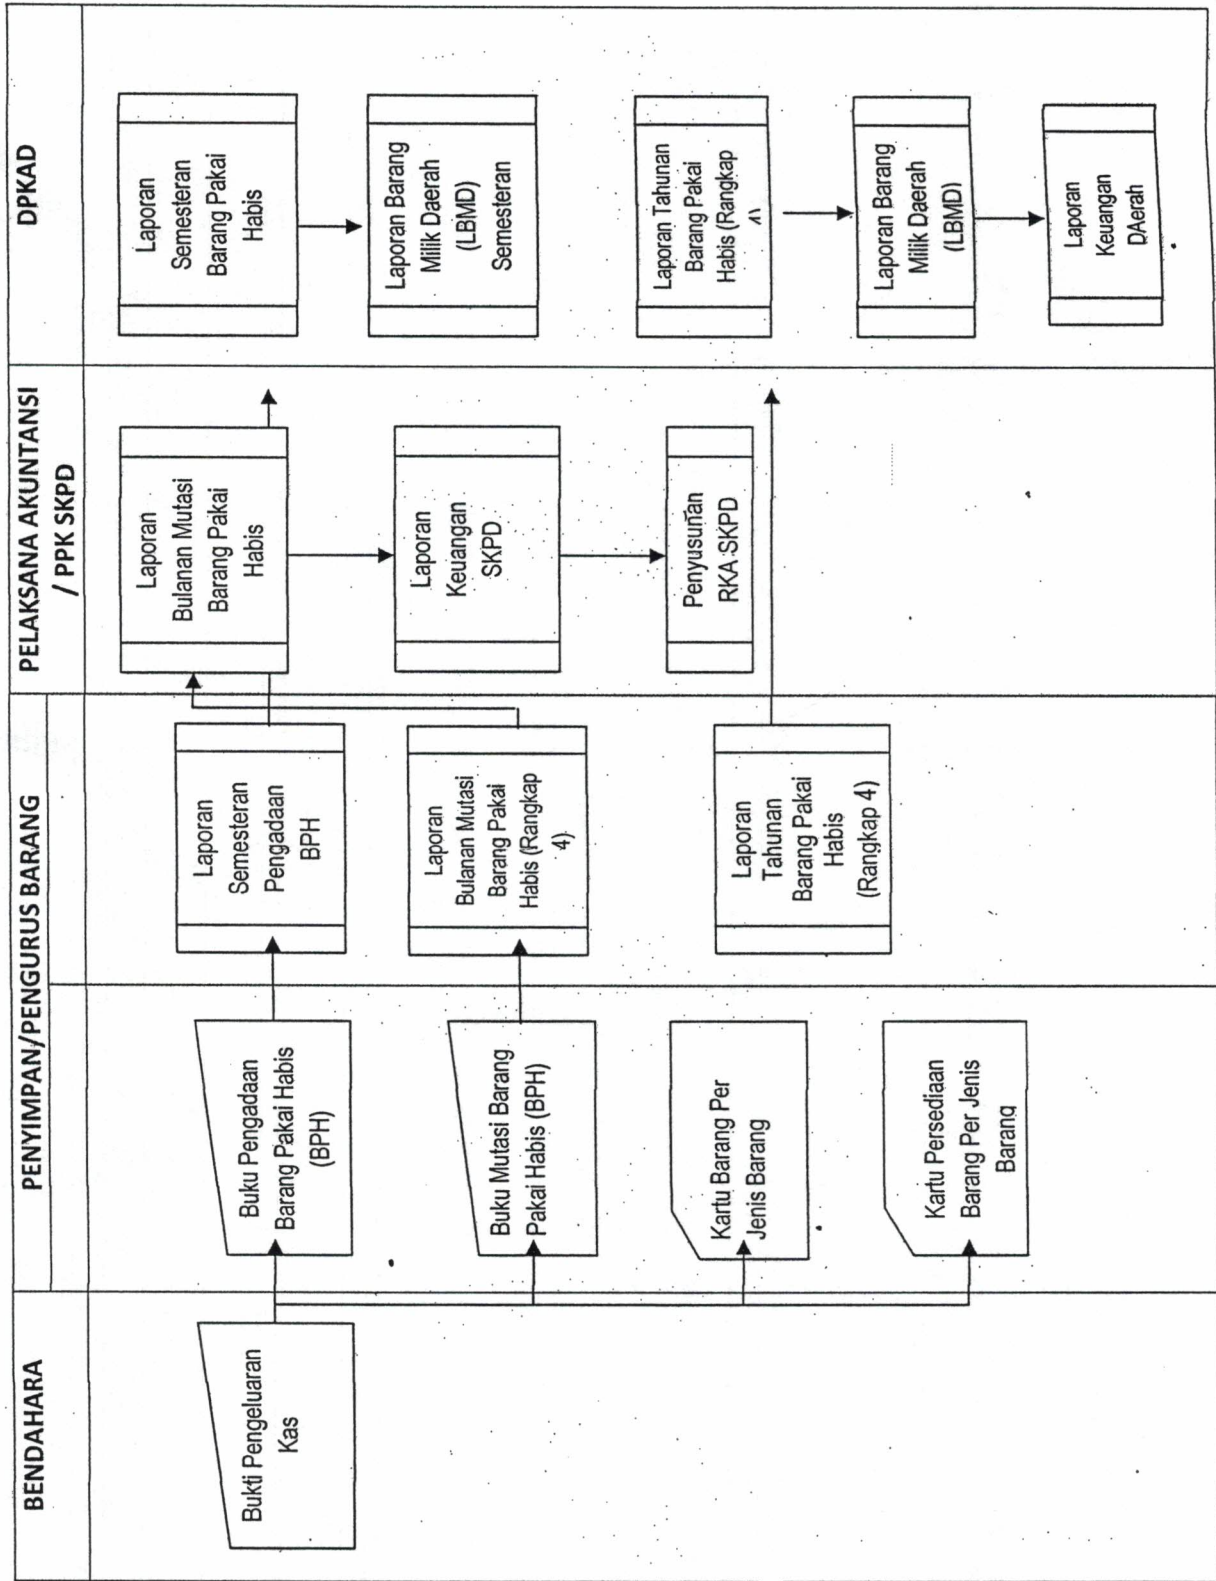 BENDAHARA
PENYIMPAN/PENGURUS BARANG
PELAKSANA AKUNTANSI
/ PPK SKPD
DPKAD
Bukti Pengeluaran
Kas
Buku Pengadaan
Barang Pakai Habis
(BPH)
Buku Mutasi Barang
Pakai Habis (BPH)
Kartu Barang Per
Jenis Barang
Kartu Persediaan
Barang Per Jenis
Barang
Laporan
Semesteran
Pengadaan
BPH
Laporan
Bulanan Mutasi
Barang Pakai
Habis (Rangkap
4)
Laporan
Tahunan
Barang Pakai
Habis
(Rangkap 4)
Laporan
Bulanan Mutasi
Barang Pakai
Habis
Laporan
Keuangan
SKPD
Penyusunan
RKA SKPD
Laporan
Semesteran
Barang Pakai
Habis
Laporan Barang
Milik Daerah
(LBMD)
Semesteran
Laporan Tahunan
Barang Pakai
Habis (Rangkap
4)
Laporan Barang
Milik Daerah
(LBMD)
Laporan
Keuangan
DAerah